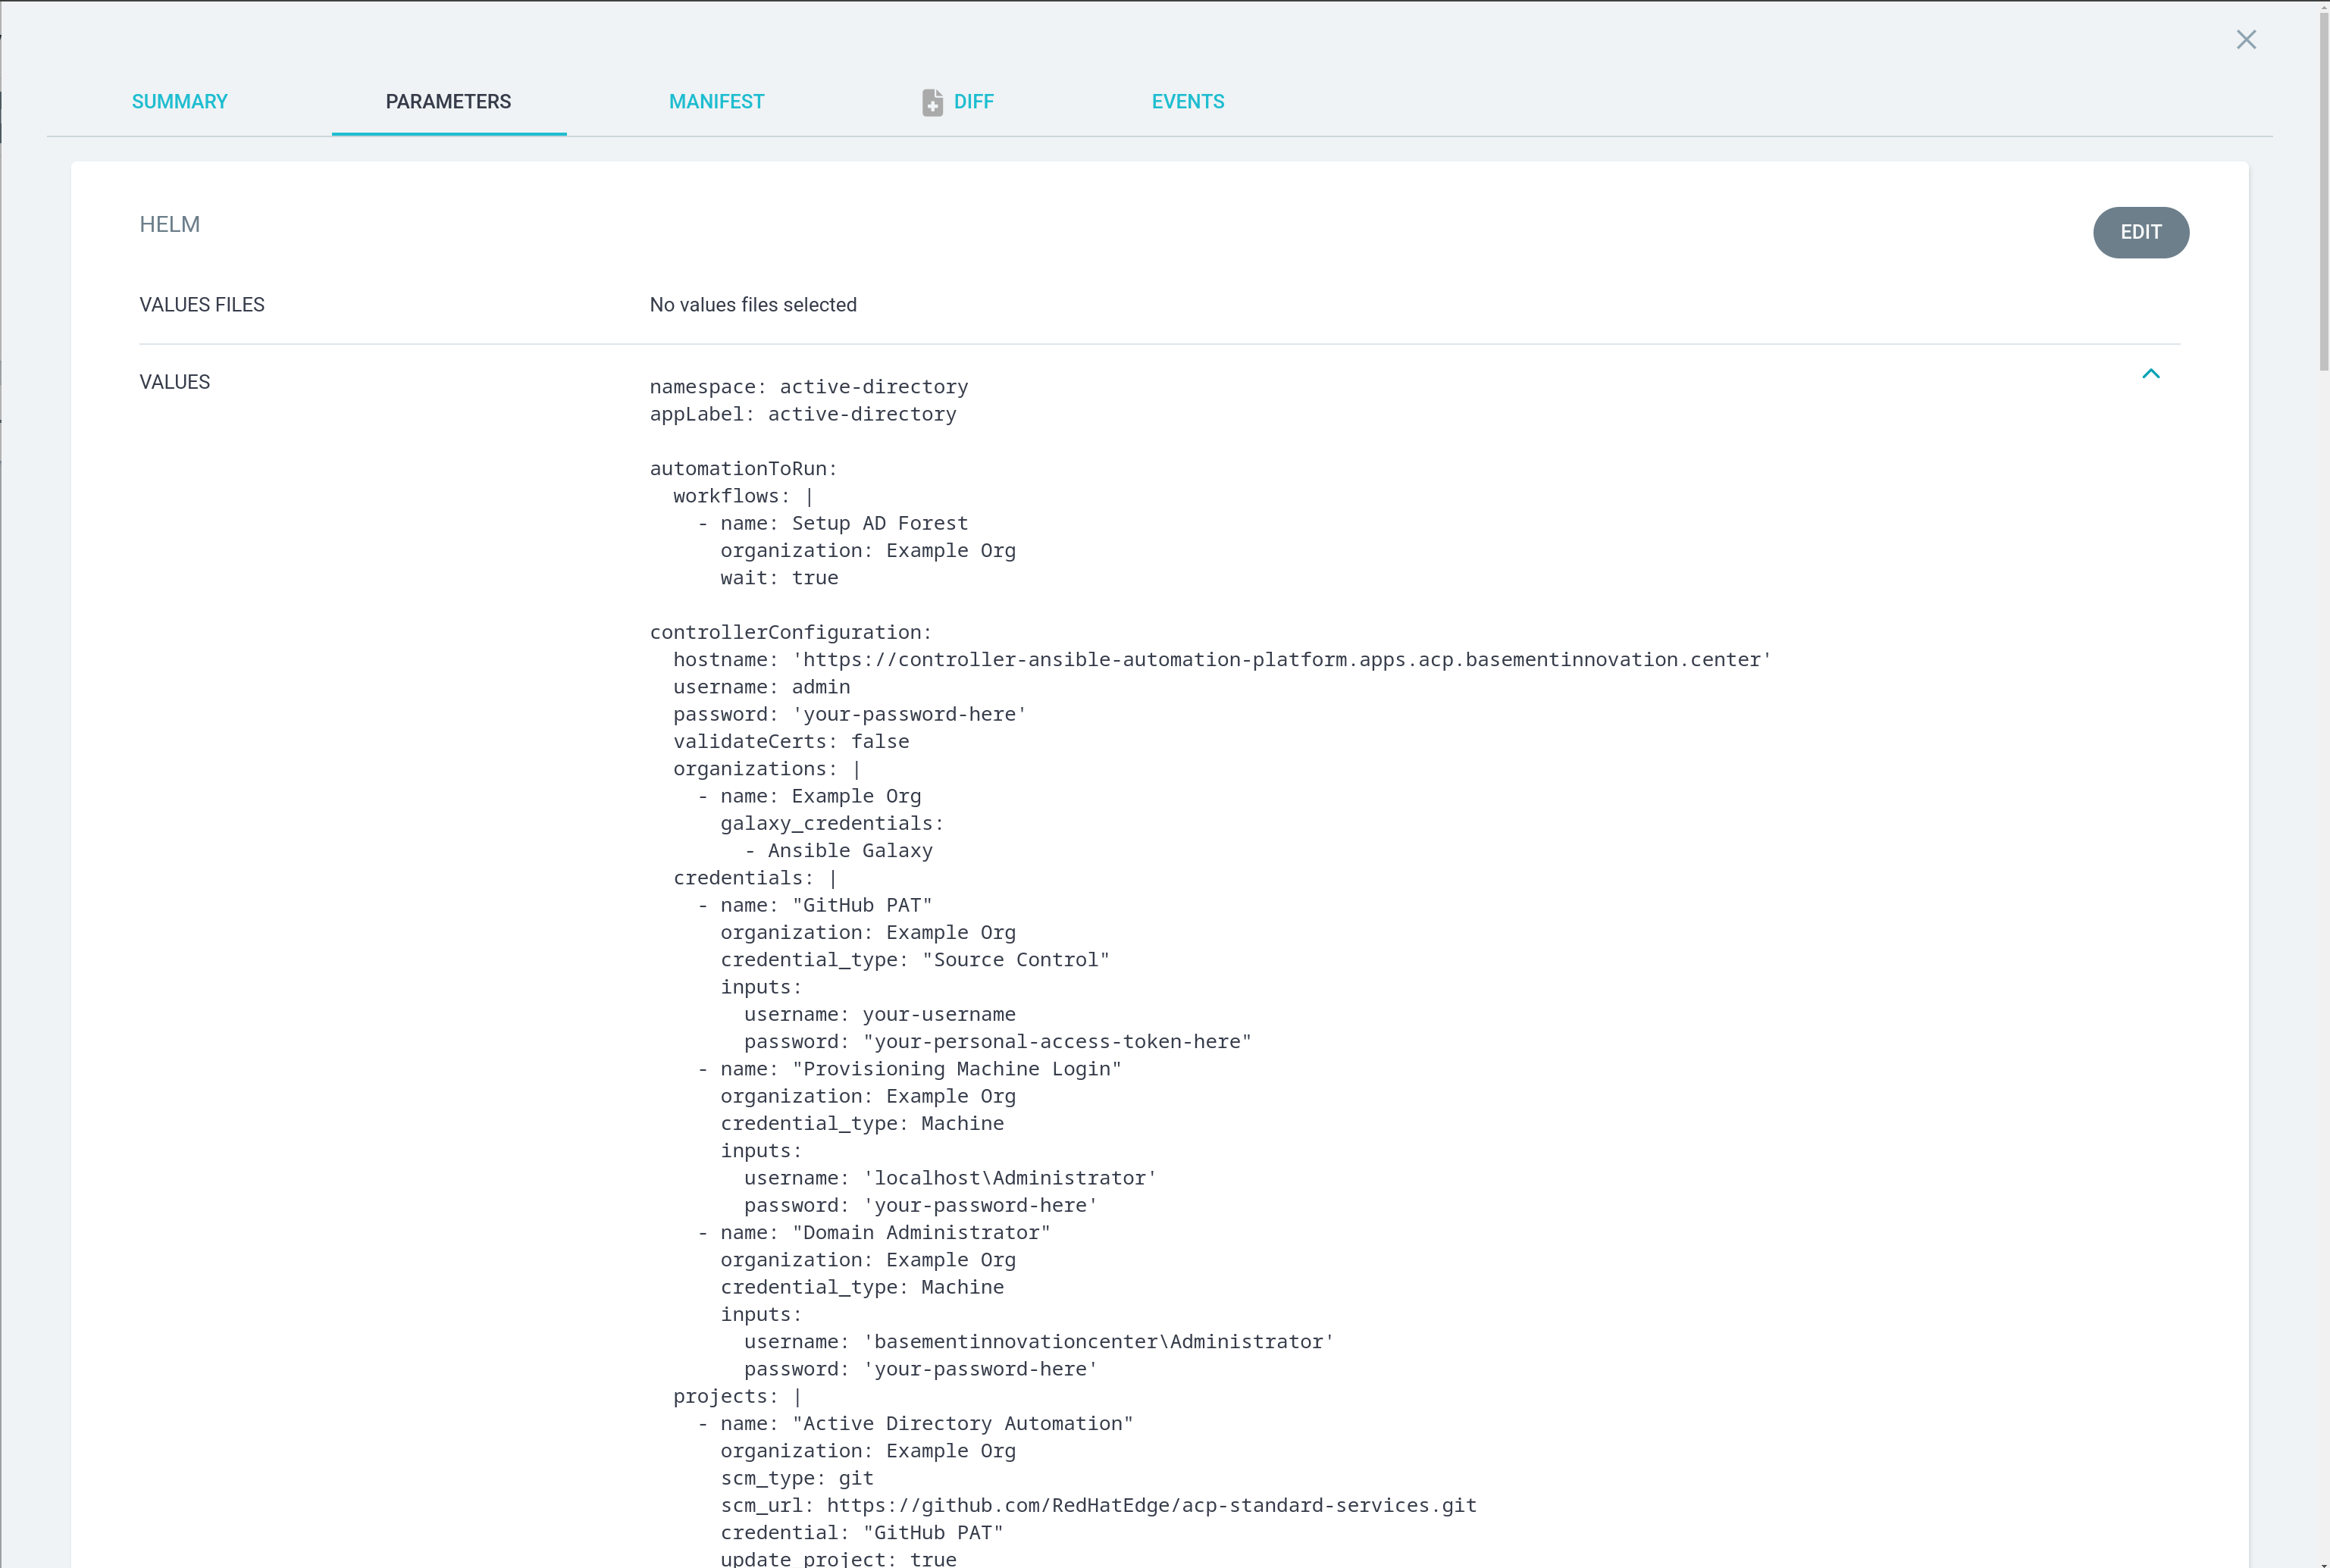 SUMMARY PARAMETERS MANIFEST DIFF EVENTS
HELM EDIT
VALUES FILES No values files selected
VALUES
namespace: active-directory
appLabel: active-directory

automationToRun:
  workflows: |
    - name: Setup AD Forest
      organization: Example Org
      wait: true

controllerConfiguration:
  hostname: 'https://controller-ansible-automation-platform.apps.acp.basementinnovation.center'
  username: admin
  password: 'your-password-here'
  validateCerts: false
  organizations: |
    - name: Example Org
      galaxy_credentials:
        - Ansible Galaxy
  credentials: |
    - name: "GitHub PAT"
      organization: Example Org
      credential_type: "Source Control"
      inputs:
        username: your-username
        password: "your-personal-access-token-here"
    - name: "Provisioning Machine Login"
      organization: Example Org
      credential_type: Machine
      inputs:
        username: 'localhost\Administrator'
        password: 'your-password-here'
    - name: "Domain Administrator"
      organization: Example Org
      credential_type: Machine
      inputs:
        username: 'basementinnovationcenter\Administrator'
        password: 'your-password-here'
  projects: |
    - name: "Active Directory Automation"
      organization: Example Org
      scm_type: git
      scm_url: https://github.com/RedHatEdge/acp-standard-services.git
      credential: "GitHub PAT"
      update_project: true